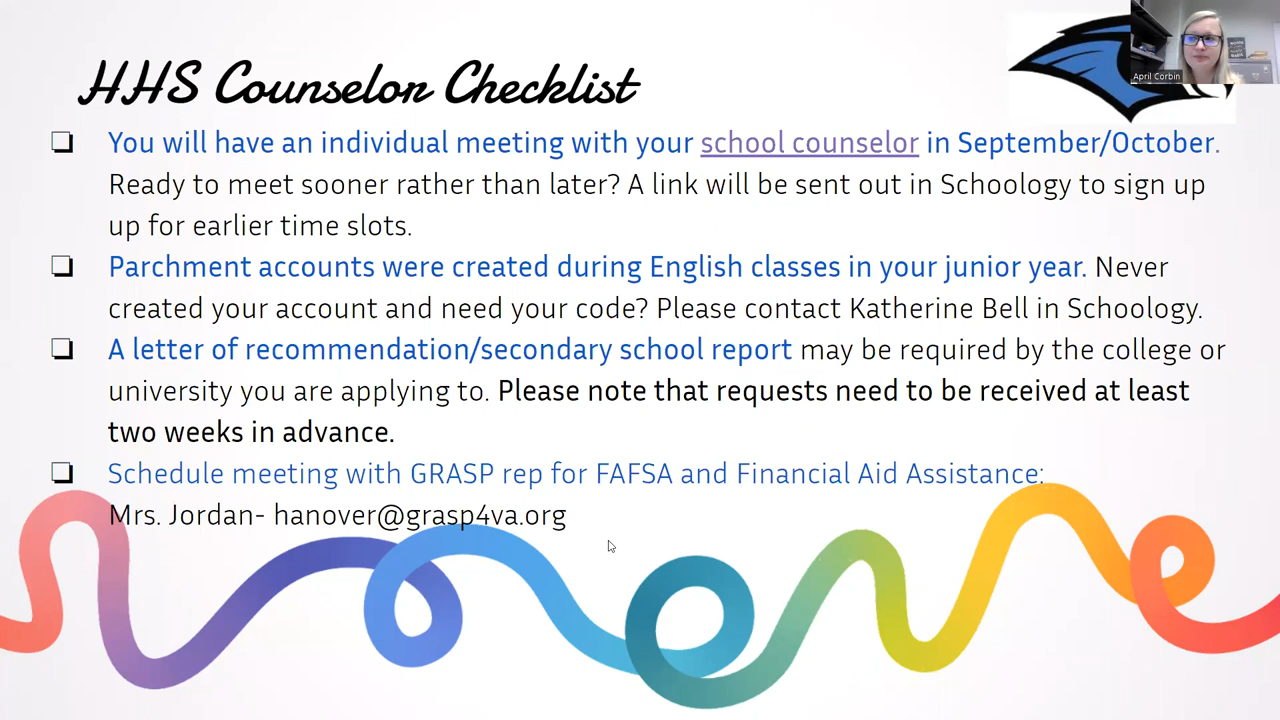 HHS Counselor Checklist
April Corbin
You will have an individual meeting with your school counselor in September/October.
Ready to meet sooner rather than later? A link will be sent out in Schoology to sign up
up for earlier time slots.
Parchment accounts were created during English classes in your junior year. Never
created your account and need your code? Please contact Katherine Bell in Schoology.
A letter of recommendation/secondary school report may be required by the college or
university you are applying to. Please note that requests need to be received at least
two weeks in advance.
Schedule meeting with GRASP rep for FAFSA and Financial Aid Assistance:
Mrs. Jordan- hanover@grasp4va.org